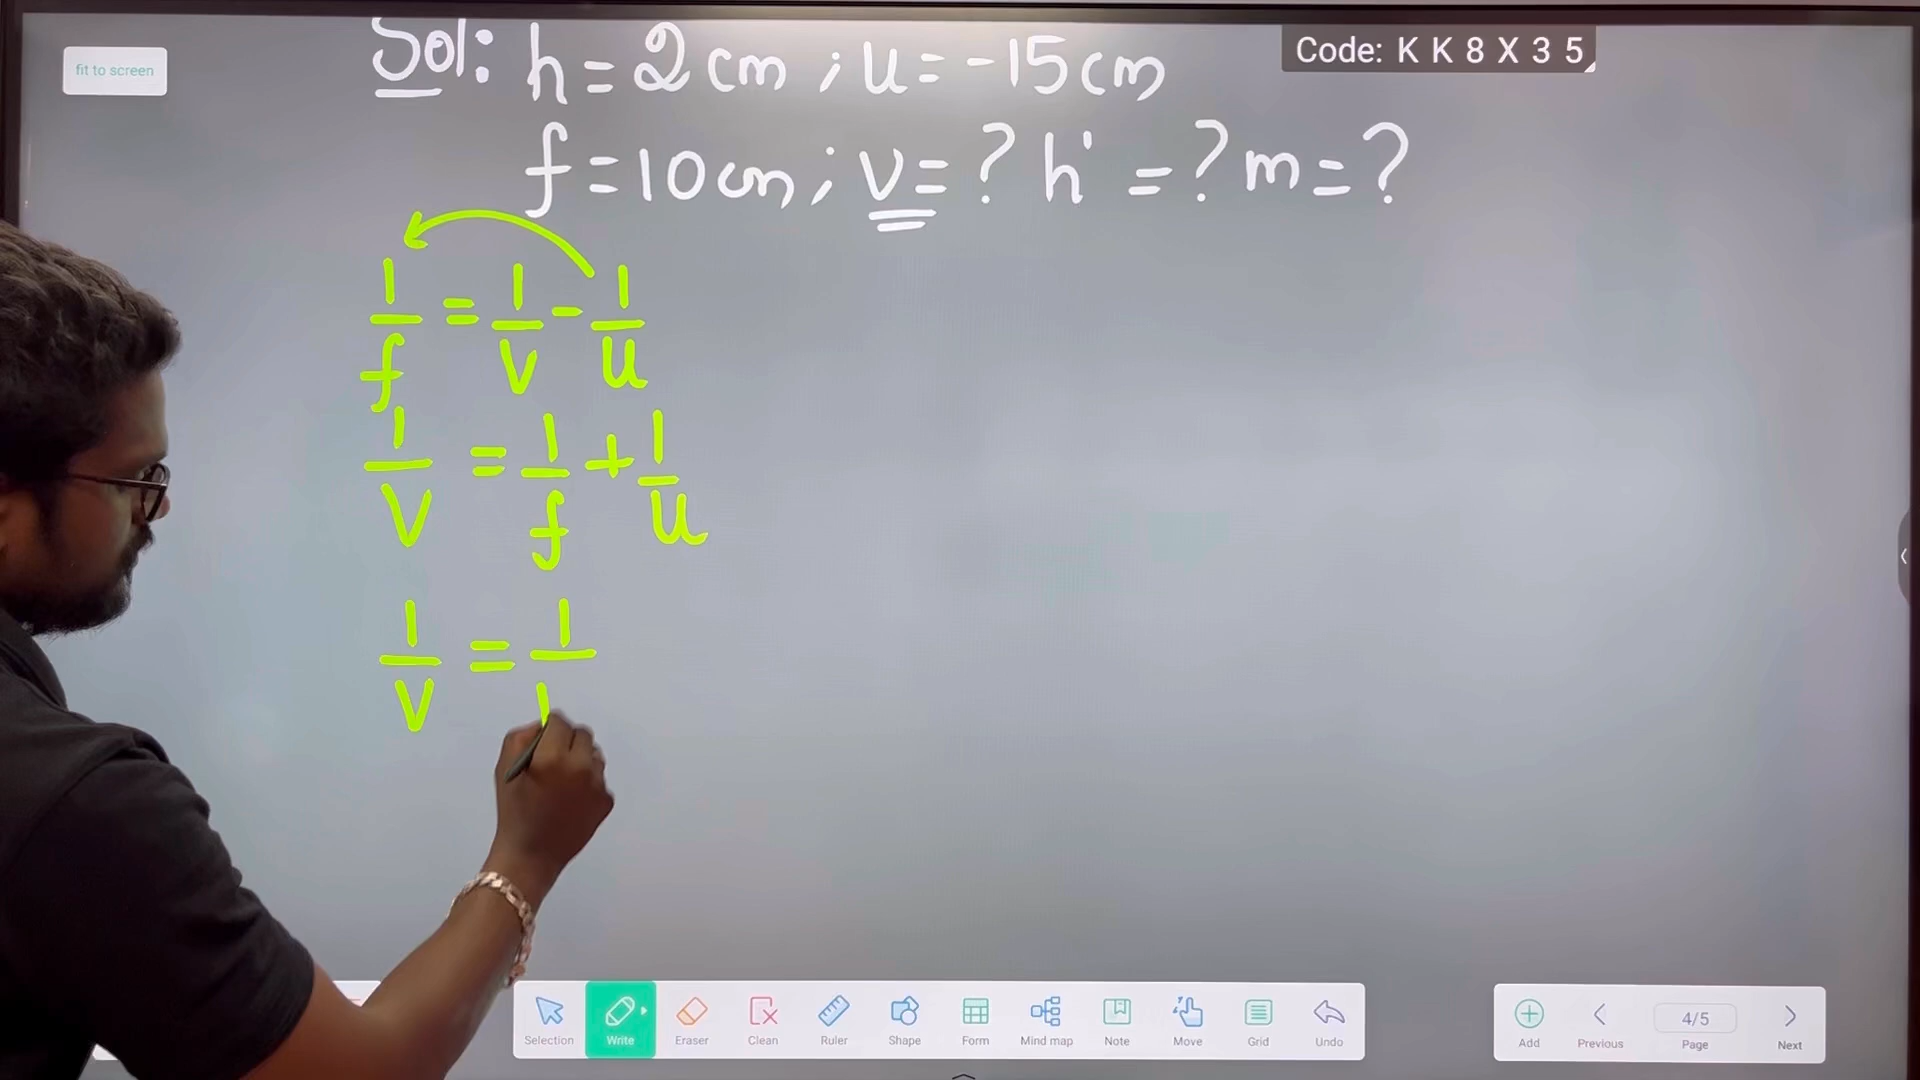 fit to screen
Code: K K 8 X 3 5
Sol: h = 2 cm ; u = -15 cm
f = 10 cm ; v = ? h' = ? m = ?
1/f = 1/v - 1/u
1/v = 1/f + 1/u
1/v = 1/1
Selection Write Eraser Clean Ruler Shape Form Mind map Note Move Grid Undo
Add Previous 4/5 Page Next